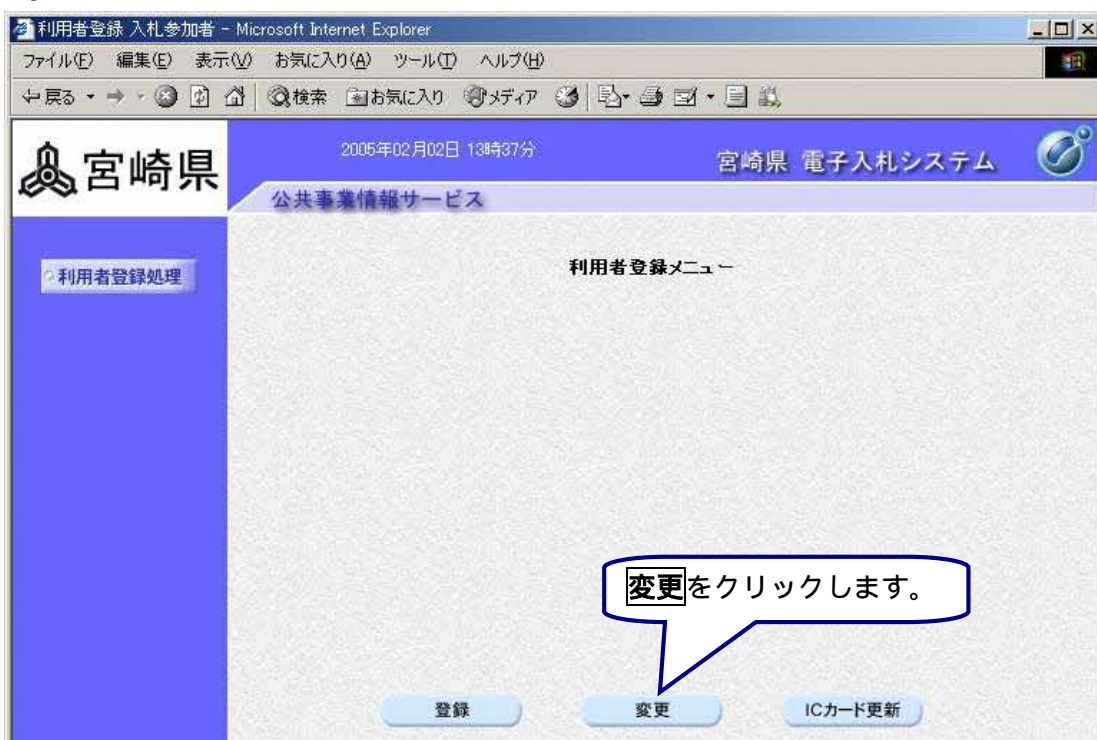 利用者登録 入札参加者 - Microsoft Internet Explorer
ファイル(F) 編集(E) 表示(V) お気に入り(A) ツール(T) ヘルプ(H)
戻る 検索 お気に入り メディア
宮崎県
2005年02月02日 13時37分
宮崎県 電子入札システム
公共事業情報サービス
利用者登録処理
利用者登録メニュー
変更をクリックします。
登録 変更 ICカード更新